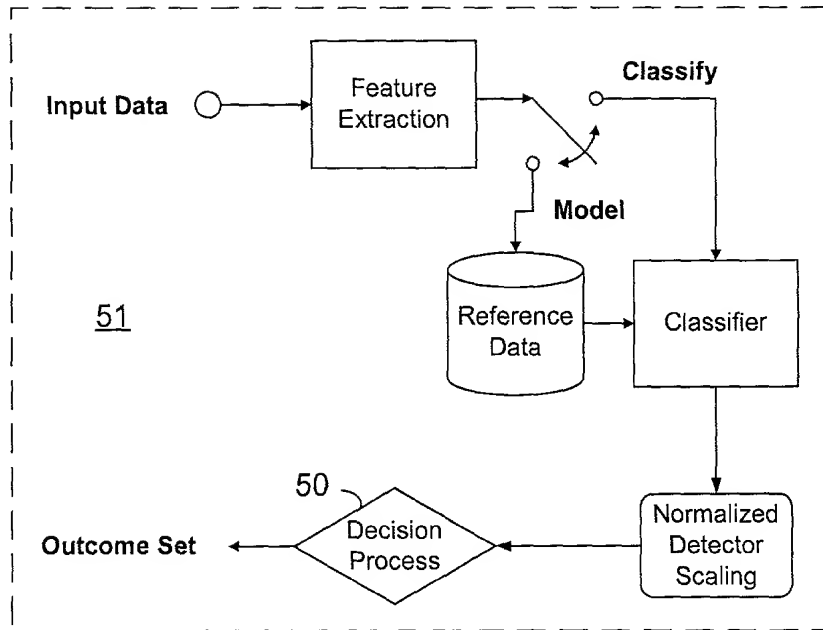 Input Data
Feature
Extraction
Classify
Model
51
Reference
Data
Classifier
50
Outcome Set
Decision
Process
Normalized
Detector
Scaling